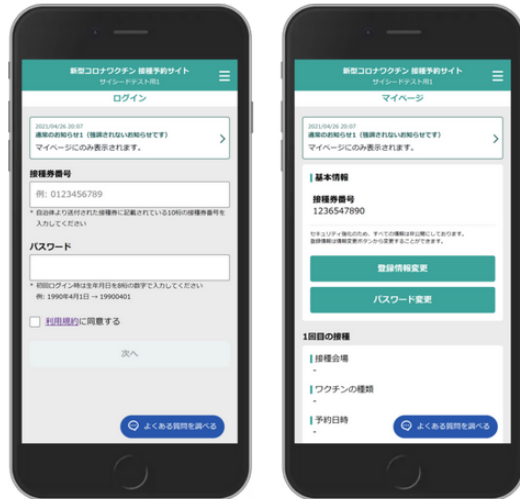 新型コロナワクチン 接種予約サイト
サイシードテスト用1
ログイン
2021/04/26 20:07
通常のお知らせ1（強調されないお知らせです）
マイページにのみ表示されます。
接種券番号
例: 0123456789
* 自治体より送付された接種券に記載されている10桁の接種券番号を
入力してください
パスワード
* 初回ログイン時は生年月日を8桁の数字で入力してください
例: 1990年4月1日 → 19900401
利用規約に同意する
次へ
よくある質問を調べる
新型コロナワクチン 接種予約サイト
サイシードテスト用1
マイページ
2021/04/26 20:07
通常のお知らせ1（強調されないお知らせです）
マイページにのみ表示されます。
基本情報
接種券番号
1236547890
セキュリティ強化のため、すべての情報は非公開にしております。
登録情報は情報変更ボタンから変更することができます。
登録情報変更
パスワード変更
1回目の接種
接種会場
-
ワクチンの種類
-
予約日時
-
よくある質問を調べる